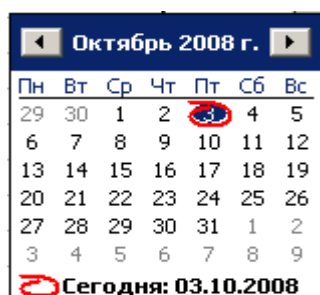 Октябрь 2008 г.
Пн Вт Ср Чт Пт Сб Вс
29 30 1 2 3 4 5
6 7 8 9 10 11 12
13 14 15 16 17 18 19
20 21 22 23 24 25 26
27 28 29 30 31 1 2
3 4 5 6 7 8 9
Сегодня: 03.10.2008